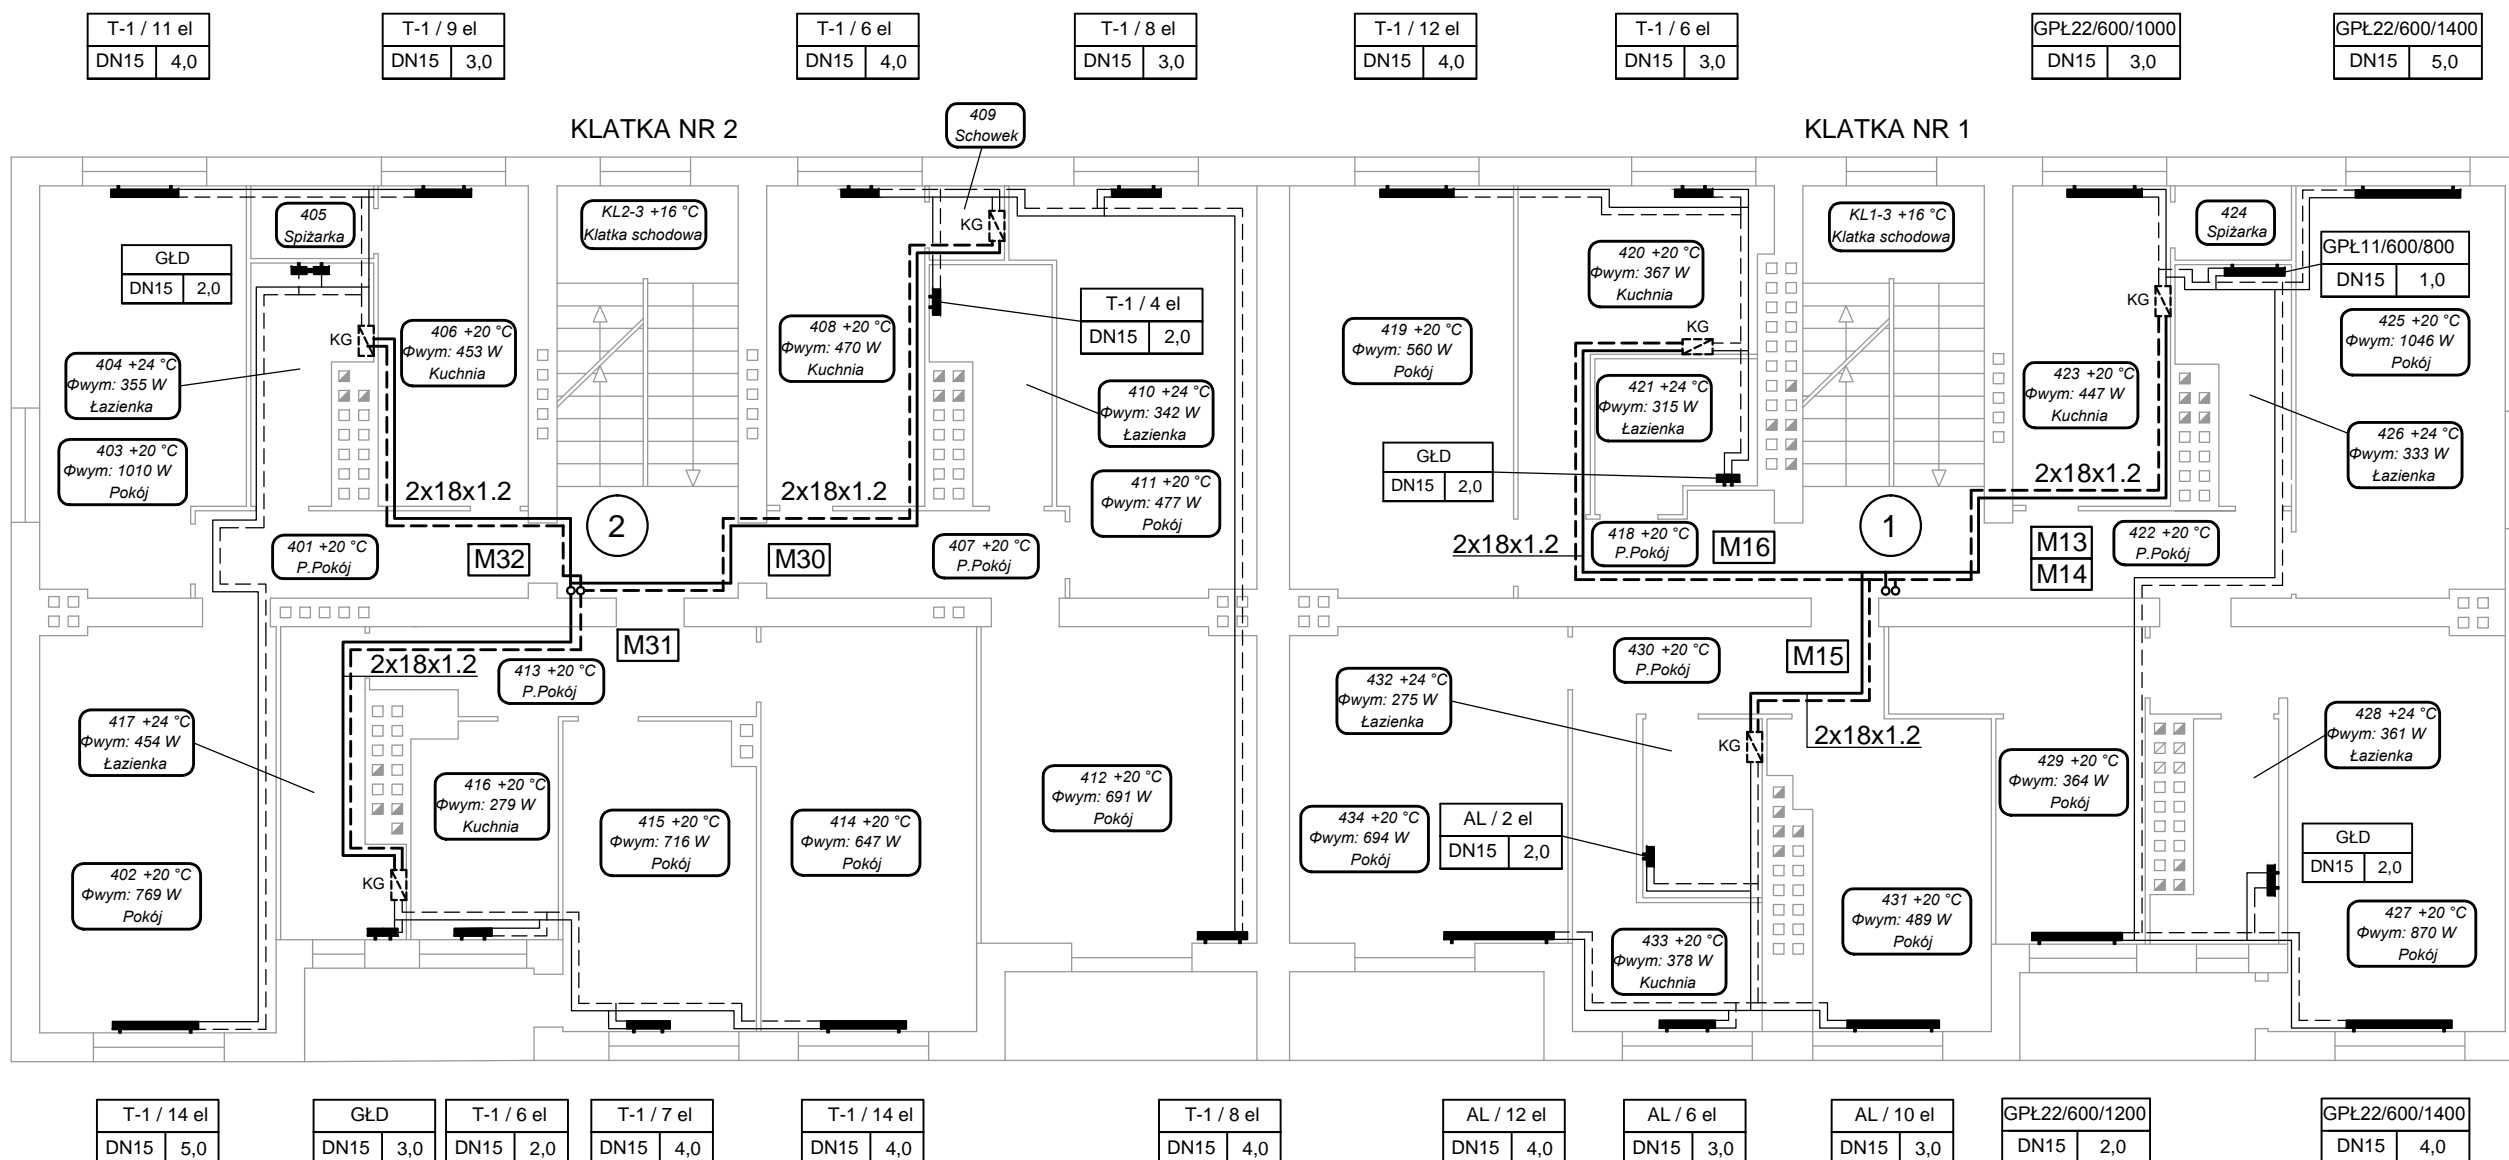 T-1 / 11 el
DN15 4,0
T-1 / 9 el
DN15 3,0
T-1 / 6 el
DN15 4,0
T-1 / 8 el
DN15 3,0
T-1 / 12 el
DN15 4,0
T-1 / 6 el
DN15 3,0
GPŁ22/600/1000
DN15 3,0
GPŁ22/600/1400
DN15 5,0
KLATKA NR 2
409
Schowek
KLATKA NR 1
405
Spiżarka
KL2-3 +16 °C
Klatka schodowa
KG
KL1-3 +16 °C
Klatka schodowa
424
Spiżarka
GŁD
DN15 2,0
420 +20 °C
Φwym: 367 W
Kuchnia
GPŁ11/600/800
DN15 1,0
T-1 / 4 el
DN15 2,0
KG
KG
KG
406 +20 °C
Φwym: 453 W
Kuchnia
408 +20 °C
Φwym: 470 W
Kuchnia
419 +20 °C
Φwym: 560 W
Pokój
425 +20 °C
Φwym: 1046 W
Pokój
404 +24 °C
Φwym: 355 W
Łazienka
410 +24 °C
Φwym: 342 W
Łazienka
421 +24 °C
Φwym: 315 W
Łazienka
423 +20 °C
Φwym: 447 W
Kuchnia
403 +20 °C
Φwym: 1010 W
Pokój
GŁD
DN15 2,0
426 +24 °C
Φwym: 333 W
Łazienka
411 +20 °C
Φwym: 477 W
Pokój
2x18x1.2
2x18x1.2
2x18x1.2
2
1
401 +20 °C
P.Pokój
M32
M30
407 +20 °C
P.Pokój
2x18x1.2
418 +20 °C
P.Pokój
M16
M13
M14
422 +20 °C
P.Pokój
M31
2x18x1.2
413 +20 °C
P.Pokój
430 +20 °C
P.Pokój
M15
417 +24 °C
Φwym: 454 W
Łazienka
432 +24 °C
Φwym: 275 W
Łazienka
KG
2x18x1.2
428 +24 °C
Φwym: 361 W
Łazienka
416 +20 °C
Φwym: 279 W
Kuchnia
412 +20 °C
Φwym: 691 W
Pokój
429 +20 °C
Φwym: 364 W
Pokój
415 +20 °C
Φwym: 716 W
Pokój
414 +20 °C
Φwym: 647 W
Pokój
434 +20 °C
Φwym: 694 W
Pokój
AL / 2 el
DN15 2,0
GŁD
DN15 2,0
402 +20 °C
Φwym: 769 W
Pokój
KG
431 +20 °C
Φwym: 489 W
Pokój
427 +20 °C
Φwym: 870 W
Pokój
433 +20 °C
Φwym: 378 W
Kuchnia
T-1 / 14 el
DN15 5,0
GŁD
DN15 3,0
T-1 / 6 el
DN15 2,0
T-1 / 7 el
DN15 4,0
T-1 / 14 el
DN15 4,0
T-1 / 8 el
DN15 4,0
AL / 12 el
DN15 4,0
AL / 6 el
DN15 3,0
AL / 10 el
DN15 3,0
GPŁ22/600/1200
DN15 2,0
GPŁ22/600/1400
DN15 4,0